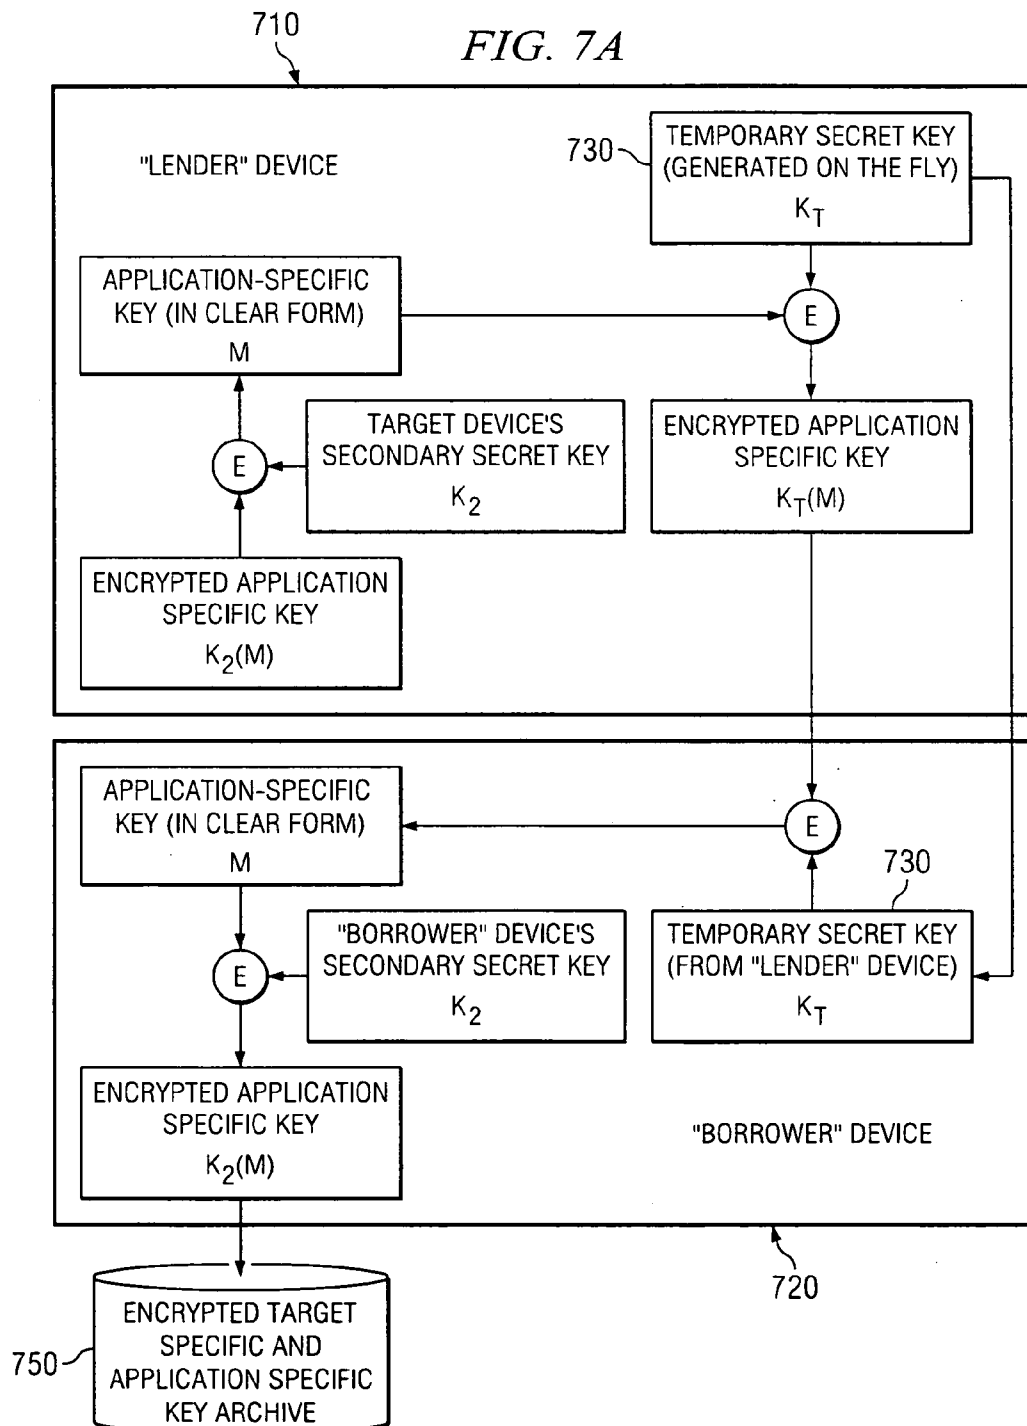 710
FIG. 7A
"LENDER" DEVICE
730
TEMPORARY SECRET KEY
(GENERATED ON THE FLY)
K_T
APPLICATION-SPECIFIC
KEY (IN CLEAR FORM)
M
E
TARGET DEVICE'S
SECONDARY SECRET KEY
K_2
E
ENCRYPTED APPLICATION
SPECIFIC KEY
K_T(M)
ENCRYPTED APPLICATION
SPECIFIC KEY
K_2(M)
APPLICATION-SPECIFIC
KEY (IN CLEAR FORM)
M
E
730
"BORROWER" DEVICE'S
SECONDARY SECRET KEY
K_2
E
TEMPORARY SECRET KEY
(FROM "LENDER" DEVICE)
K_T
ENCRYPTED APPLICATION
SPECIFIC KEY
K_2(M)
"BORROWER" DEVICE
720
750
ENCRYPTED TARGET
SPECIFIC AND
APPLICATION SPECIFIC
KEY ARCHIVE